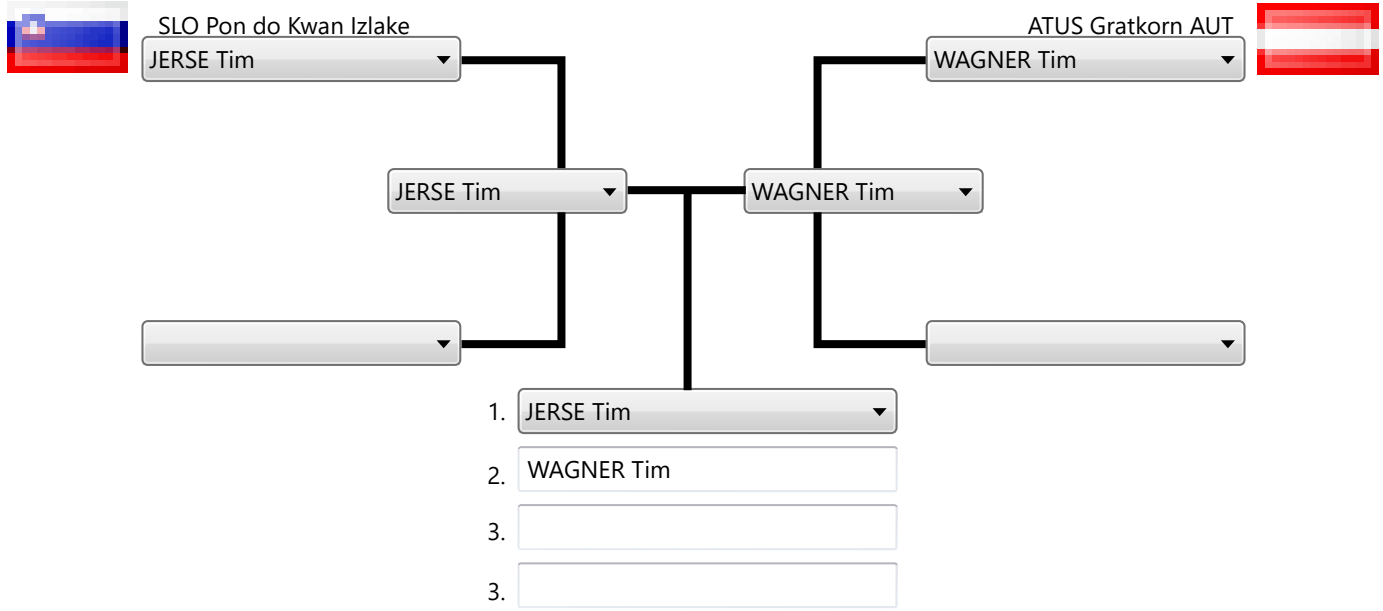 SLO Pon do Kwan Izlake
ATUS Gratkorn AUT
JERSE Tim
WAGNER Tim
JERSE Tim
WAGNER Tim
1. JERSE Tim
2. WAGNER Tim
3.
3.